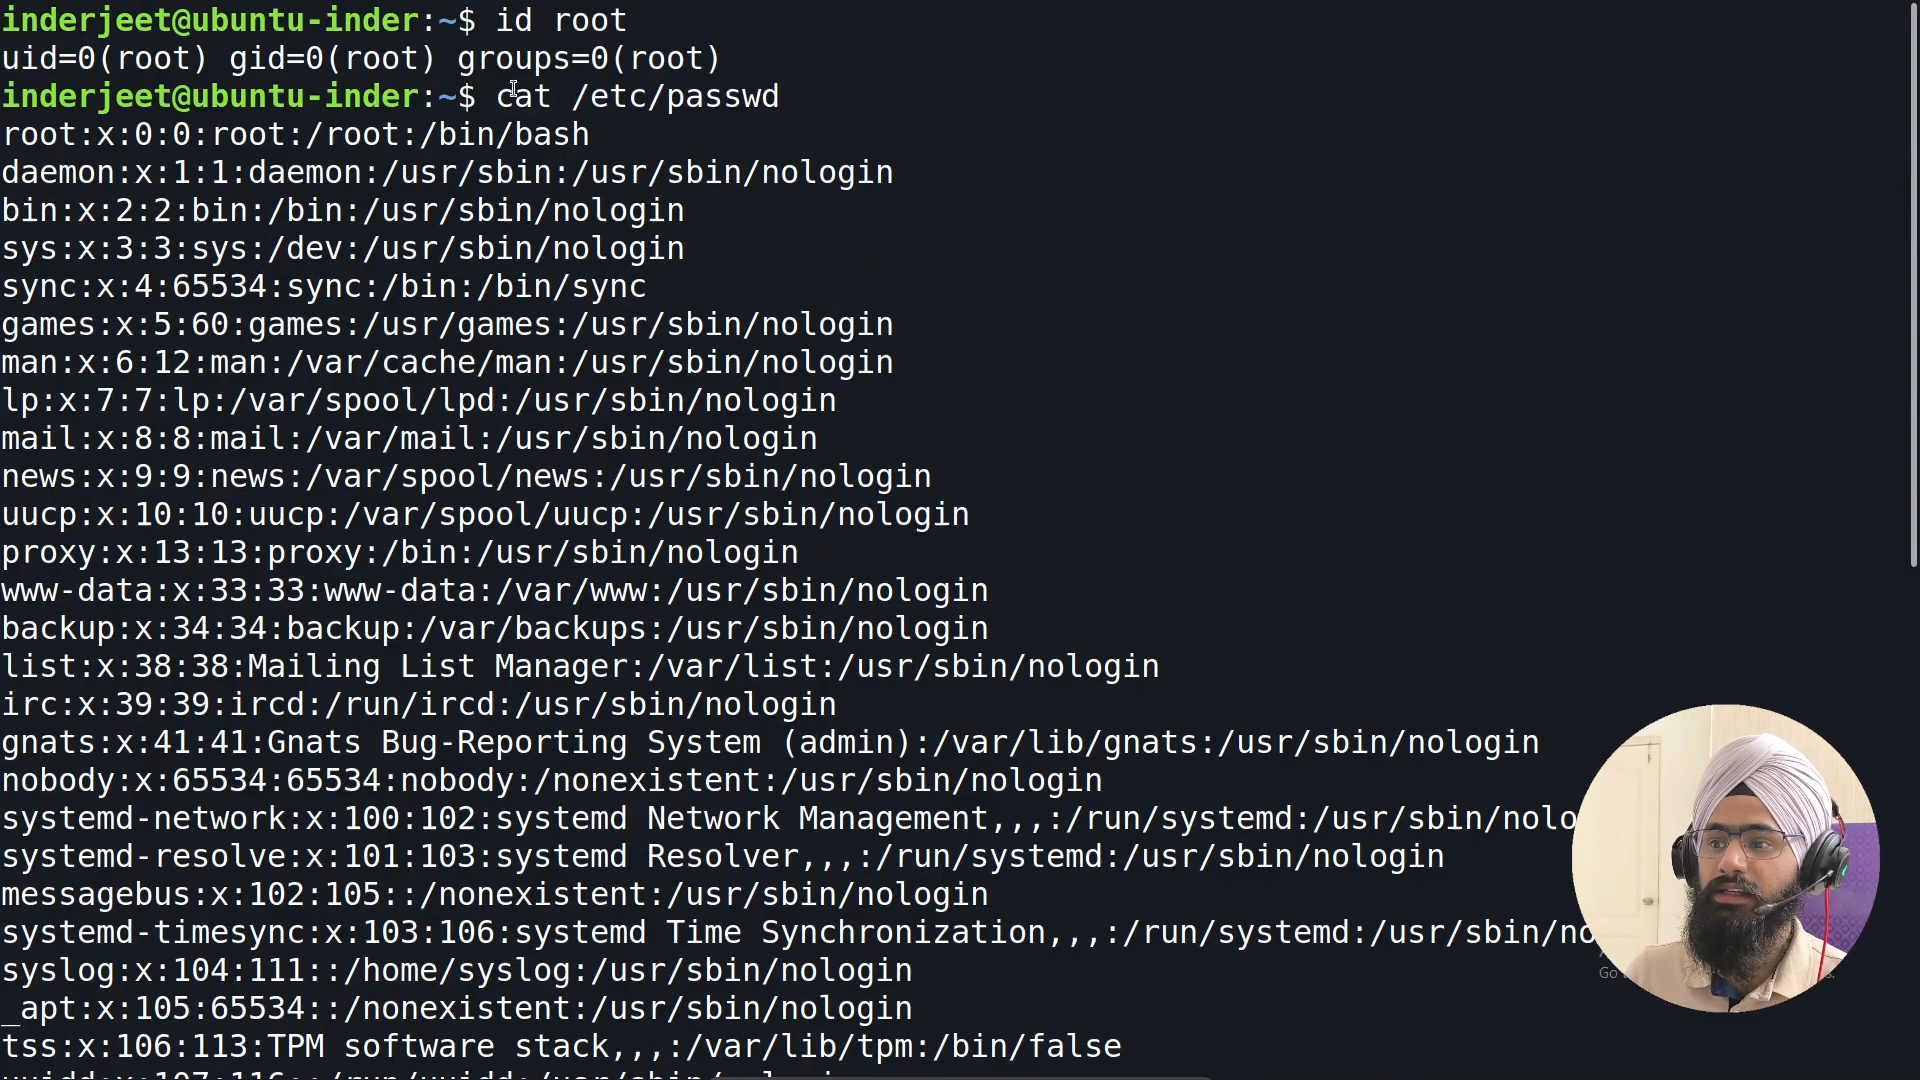 inderjeet@ubuntu-inder:~$ id root
uid=0(root) gid=0(root) groups=0(root)
inderjeet@ubuntu-inder:~$ cat /etc/passwd
root:x:0:0:root:/root:/bin/bash
daemon:x:1:1:daemon:/usr/sbin:/usr/sbin/nologin
bin:x:2:2:bin:/bin:/usr/sbin/nologin
sys:x:3:3:sys:/dev:/usr/sbin/nologin
sync:x:4:65534:sync:/bin:/bin/sync
games:x:5:60:games:/usr/games:/usr/sbin/nologin
man:x:6:12:man:/var/cache/man:/usr/sbin/nologin
lp:x:7:7:lp:/var/spool/lpd:/usr/sbin/nologin
mail:x:8:8:mail:/var/mail:/usr/sbin/nologin
news:x:9:9:news:/var/spool/news:/usr/sbin/nologin
uucp:x:10:10:uucp:/var/spool/uucp:/usr/sbin/nologin
proxy:x:13:13:proxy:/bin:/usr/sbin/nologin
www-data:x:33:33:www-data:/var/www:/usr/sbin/nologin
backup:x:34:34:backup:/var/backups:/usr/sbin/nologin
list:x:38:38:Mailing List Manager:/var/list:/usr/sbin/nologin
irc:x:39:39:ircd:/run/ircd:/usr/sbin/nologin
gnats:x:41:41:Gnats Bug-Reporting System (admin):/var/lib/gnats:/usr/sbin/nologin
nobody:x:65534:65534:nobody:/nonexistent:/usr/sbin/nologin
systemd-network:x:100:102:systemd Network Management,,,:/run/systemd:/usr/sbin/nolo
systemd-resolve:x:101:103:systemd Resolver,,,:/run/systemd:/usr/sbin/nologin
messagebus:x:102:105::/nonexistent:/usr/sbin/nologin
systemd-timesync:x:103:106:systemd Time Synchronization,,,:/run/systemd:/usr/sbin/no
syslog:x:104:111::/home/syslog:/usr/sbin/nologin
Go
_apt:x:105:65534::/nonexistent:/usr/sbin/nologin
tss:x:106:113:TPM software stack,,,:/var/lib/tpm:/bin/false